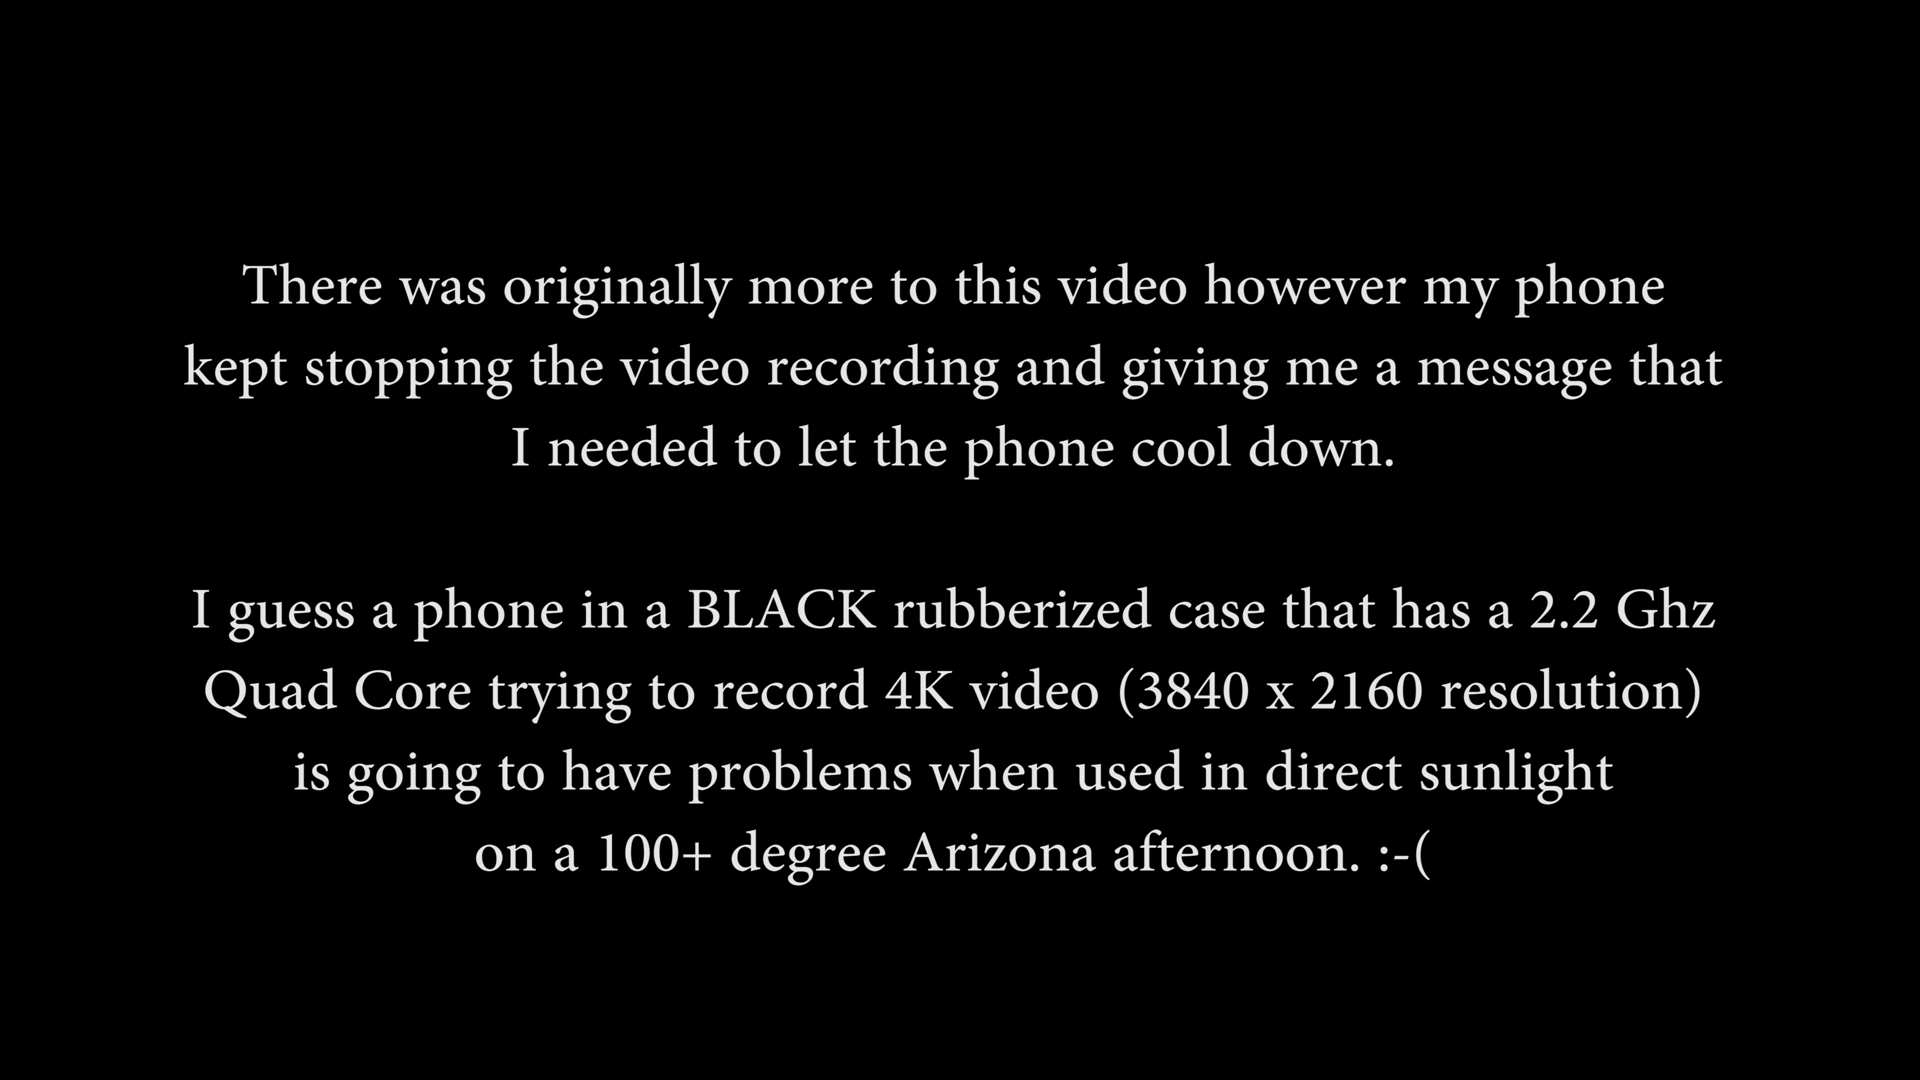 There was originally more to this video however my phone
kept stopping the video recording and giving me a message that
I needed to let the phone cool down.
I guess a phone in a BLACK rubberized case that has a 2.2 Ghz
Quad Core trying to record 4K video (3840 x 2160 resolution)
is going to have problems when used in direct sunlight
on a 100+ degree Arizona afternoon. :-(